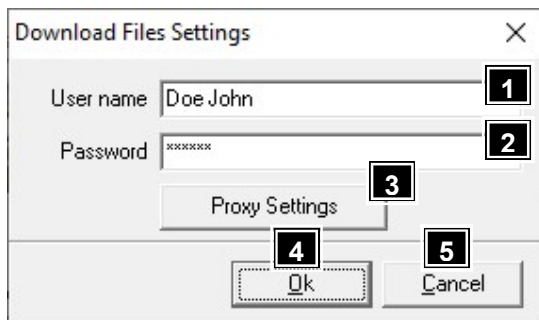 Download Files Settings
User name Doe John 1
Password ****** 2
3
Proxy Settings
4 5
Ok Cancel